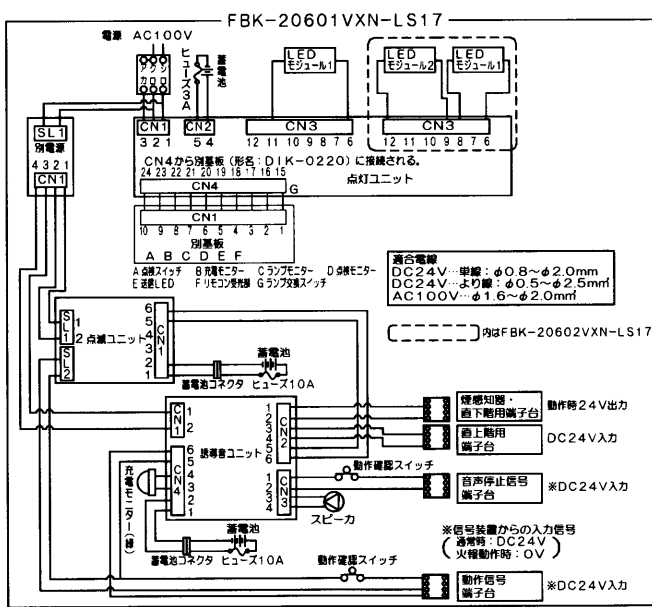 FBK-20601VXN-LS17
電源 AC100V
ヒューズ3A
蓄電池
LED
モジュール1
LED
モジュール2
LED
モジュール1
アカ
クロ
シロ
CN1
CN2
CN3
CN3
3 2 1
5 4
12 11 10 9 8 7 6
12 11 10 9 8 7 6
SL1
別電源
4 3 2 1
CN1
CN4から別基板(形名:DIK-0220)に接続される。
24 23 22 21 20 19 18 17 16 15
CN4
G
点灯ユニット
CN1
10 9 8 7 6 5 4 3 2 1
別基板
A B C D E F
A 点検スイッチ B 充電モニター C ランプモニター D 点検モニター
E 送信LED F リモコン受光部 G ランプ交換スイッチ
適合電線
DC24V…単線:φ0.8~φ2.0mm
DC24V…より線:φ0.5~φ2.5m㎡
AC100V…φ1.6~φ2.0m㎡
内はFBK-20602VXN-LS17
SL1
1
2
SL2
点滅ユニット
CN1
6
5
4
3
2
1
蓄電池
蓄電池コネクタ ヒューズ10A
CN1
1
2
誘導音ユニット
CN2
1
2
3
4
5
6
CN4
6
5
4
3
2
1
CN3
1
2
3
4
充電モニター(緑)
スピーカ
蓄電池
蓄電池コネクタ ヒューズ10A
煙感知器・
直下階用端子台
動作時24V出力
直上階用
端子台
DC24V入力
動作確認スイッチ
音声停止信号
端子台
※DC24V入力
※信号装置からの入力信号
(通常時:DC24V
火報動作時:0V)
動作確認スイッチ
動作信号
端子台
※DC24V入力